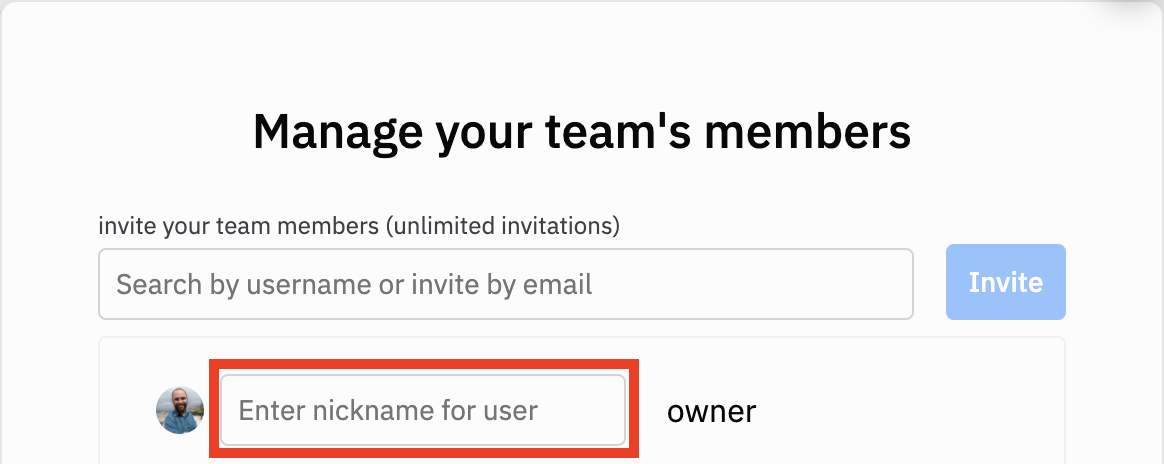 Manage your team's members
invite your team members (unlimited invitations)
Search by username or invite by email
Invite
Enter nickname for user
owner